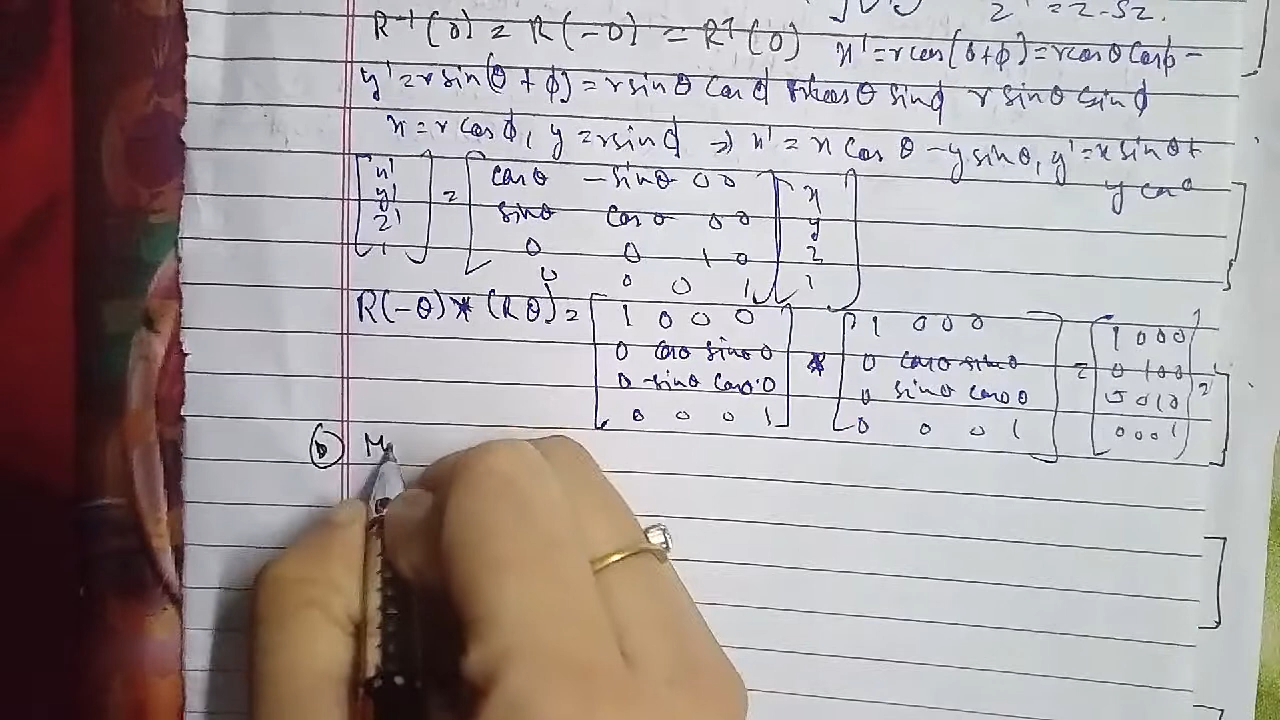 z' = z.Sz.
R⁻¹(θ) = R(-θ) = Rᵀ(θ) x' = r cos(θ+ϕ) = r cosθ cosϕ -
y' = r sin(θ + ϕ) = r sinθ cosϕ r cosθ sinϕ r sinθ sinϕ
x = r cosϕ, y = r sinϕ ⇒ x' = x cosθ - y sinθ, y' = x sinθ +
y cosθ
x' cosθ -sinθ 0 0 x
y' = sinθ cosθ 0 0 y
z' 0 0 1 0 z
1 0 0 0 1 1
R(-θ) * (Rθ) = 1 0 0 0 1 0 0 0 1 0 0 0
0 cosθ sinθ 0 * 0 cosθ sinθ = 0 1 0 0
0 -sinθ cosθ 0 0 sinθ cosθ 0 0 0 1 0
0 0 0 1 0 0 0 1 0 0 0 1
(b) M